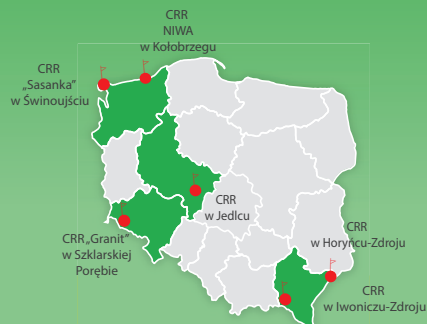 CRR
NIWA
w Kołobrzegu
CRR
„Sasanka”
w Świnoujściu
CRR
w Jedlcu
CRR „Granit”
w Szklarskiej
Porębie
CRR
w Horyńcu-Zdroju
CRR
w Iwoniczu-Zdroju